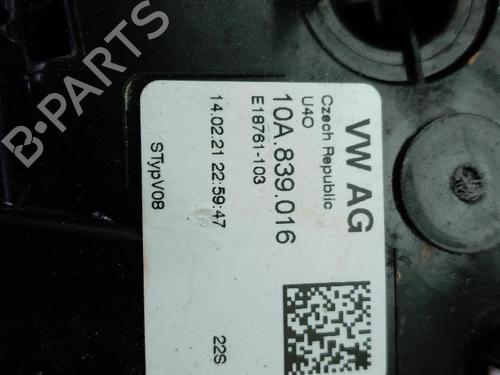 VW AG
Czech Republic
U4O
10A.839.016
E18761-103
14.02.21 22:59:47
STypV08
22S
B-PARTS